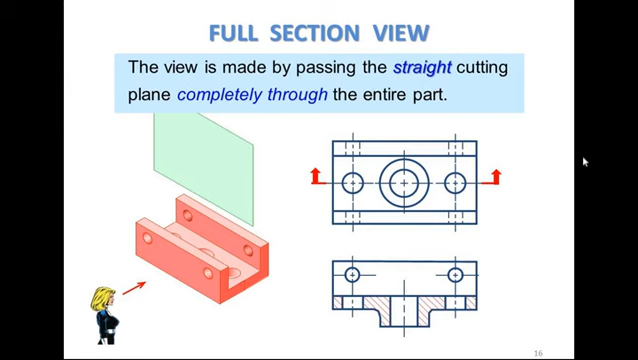 FULL SECTION VIEW
The view is made by passing the straight cutting
plane completely through the entire part.
16